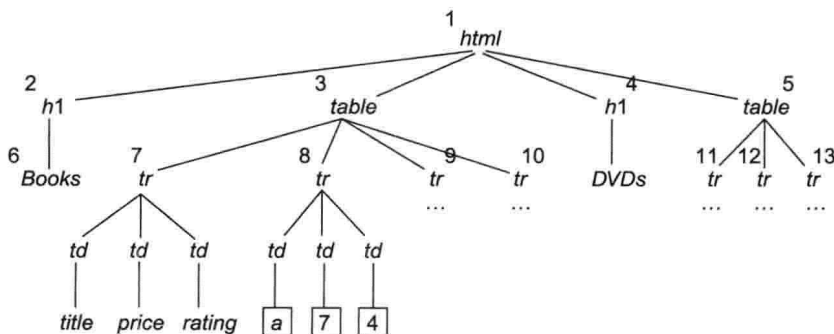 1
html
2 3 4 5
h1 table h1 table
6 7 8 9 10 11 12 13
Books tr tr tr tr DVDs tr tr tr
... ... ... ... ...
td td td td td td
title price rating a 7 4